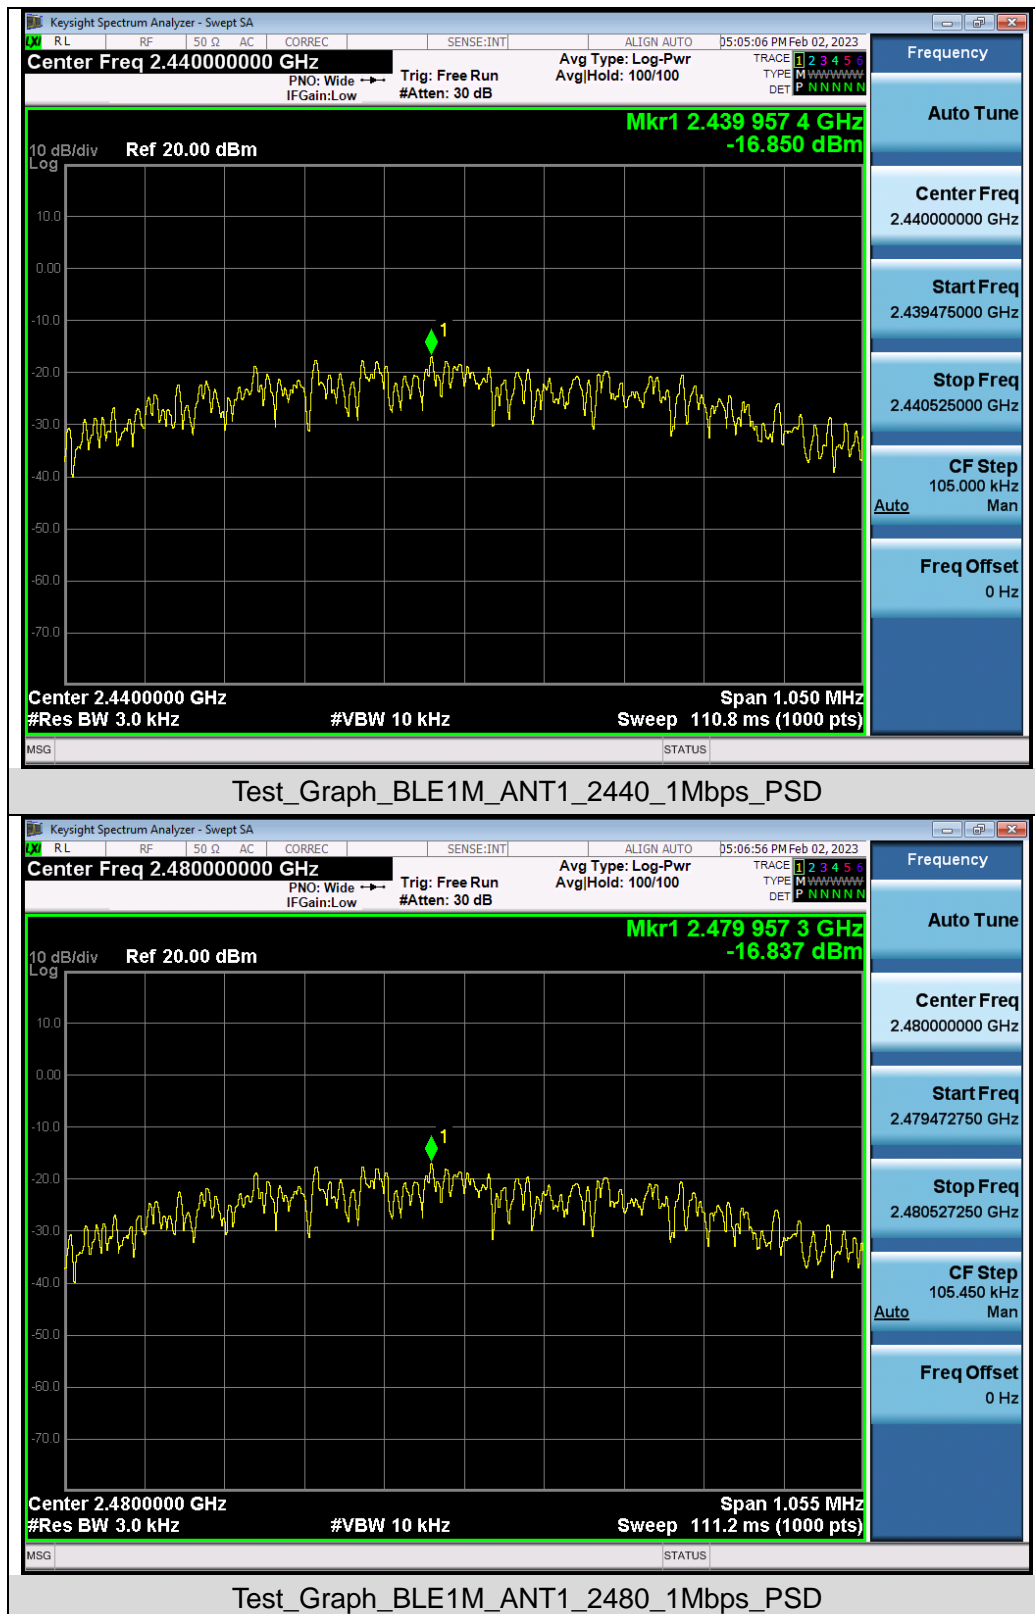 Keysight Spectrum Analyzer - Swept SA
LXI RL RF 50 Ω AC CORREC SENSE:INT ALIGN AUTO 05:05:06 PM Feb 02, 2023
Center Freq 2.440000000 GHz
PNO: Wide
IFGain:Low
Trig: Free Run
#Atten: 30 dB
Avg Type: Log-Pwr
Avg|Hold: 100/100
TRACE 1 2 3 4 5 6
TYPE M WWWWW
DET P N N N N N
Mkr1 2.439 957 4 GHz
-16.850 dBm
10 dB/div Ref 20.00 dBm
Log
10.0
0.00
-10.0
-20.0
-30.0
-40.0
-50.0
-60.0
-70.0
1
Center 2.4400000 GHz Span 1.050 MHz
#Res BW 3.0 kHz #VBW 10 kHz Sweep 110.8 ms (1000 pts)
MSG STATUS
Frequency
Auto Tune
Center Freq
2.440000000 GHz
Start Freq
2.439475000 GHz
Stop Freq
2.440525000 GHz
CF Step
105.000 kHz
Auto Man
Freq Offset
0 Hz
Test_Graph_BLE1M_ANT1_2440_1Mbps_PSD
Keysight Spectrum Analyzer - Swept SA
LXI RL RF 50 Ω AC CORREC SENSE:INT ALIGN AUTO 05:06:56 PM Feb 02, 2023
Center Freq 2.480000000 GHz
PNO: Wide
IFGain:Low
Trig: Free Run
#Atten: 30 dB
Avg Type: Log-Pwr
Avg|Hold: 100/100
TRACE 1 2 3 4 5 6
TYPE M WWWWW
DET P N N N N N
Mkr1 2.479 957 3 GHz
-16.837 dBm
10 dB/div Ref 20.00 dBm
Log
10.0
0.00
-10.0
-20.0
-30.0
-40.0
-50.0
-60.0
-70.0
1
Center 2.4800000 GHz Span 1.055 MHz
#Res BW 3.0 kHz #VBW 10 kHz Sweep 111.2 ms (1000 pts)
MSG STATUS
Frequency
Auto Tune
Center Freq
2.480000000 GHz
Start Freq
2.479472750 GHz
Stop Freq
2.480527250 GHz
CF Step
105.450 kHz
Auto Man
Freq Offset
0 Hz
Test_Graph_BLE1M_ANT1_2480_1Mbps_PSD